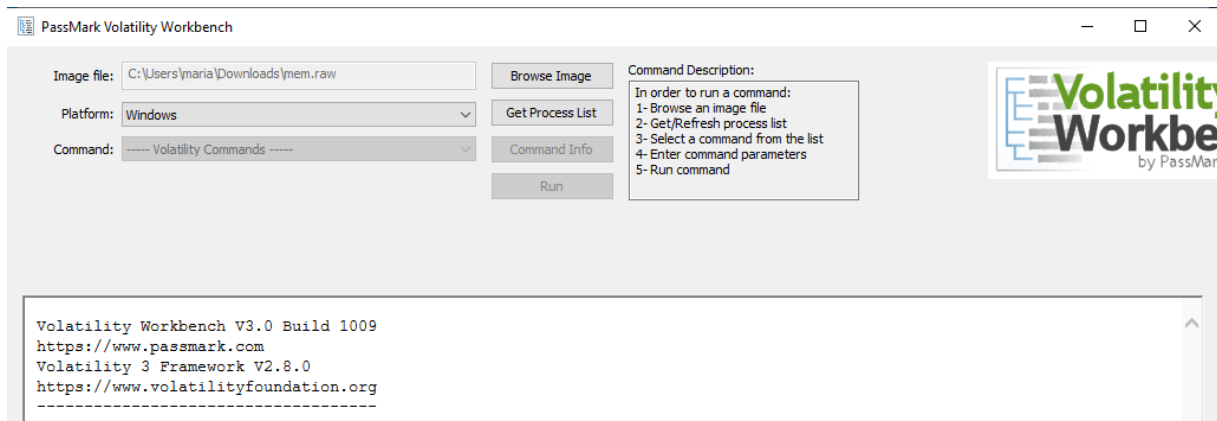 PassMark Volatility Workbench
Image file: C:\Users\maria\Downloads\mem.raw
Browse Image
Platform: Windows
Get Process List
Command: ----- Volatility Commands -----
Command Info
Run
Command Description:
In order to run a command:
1- Browse an image file
2- Get/Refresh process list
3- Select a command from the list
4- Enter command parameters
5- Run command
Volatilit
Workbe
by PassMar
Volatility Workbench V3.0 Build 1009
https://www.passmark.com
Volatility 3 Framework V2.8.0
https://www.volatilityfoundation.org
------------------------------------